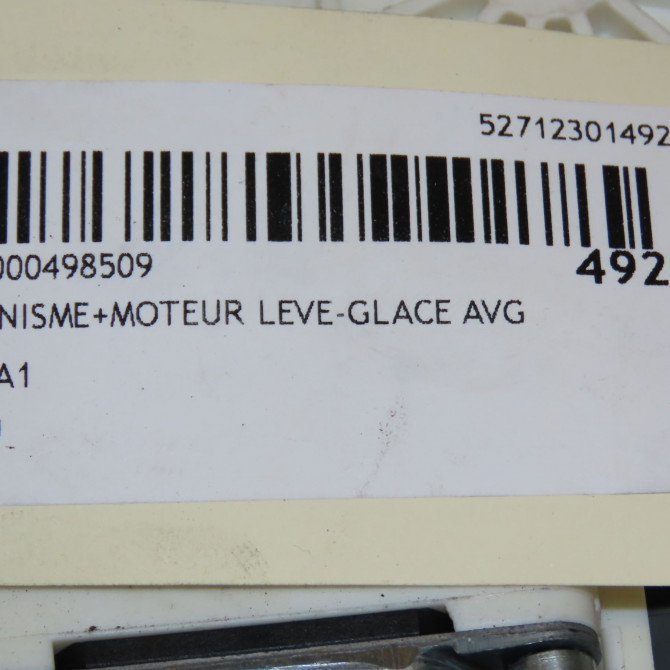 52712301492
000498509
492
NISME+MOTEUR LEVE-GLACE AVG
A1